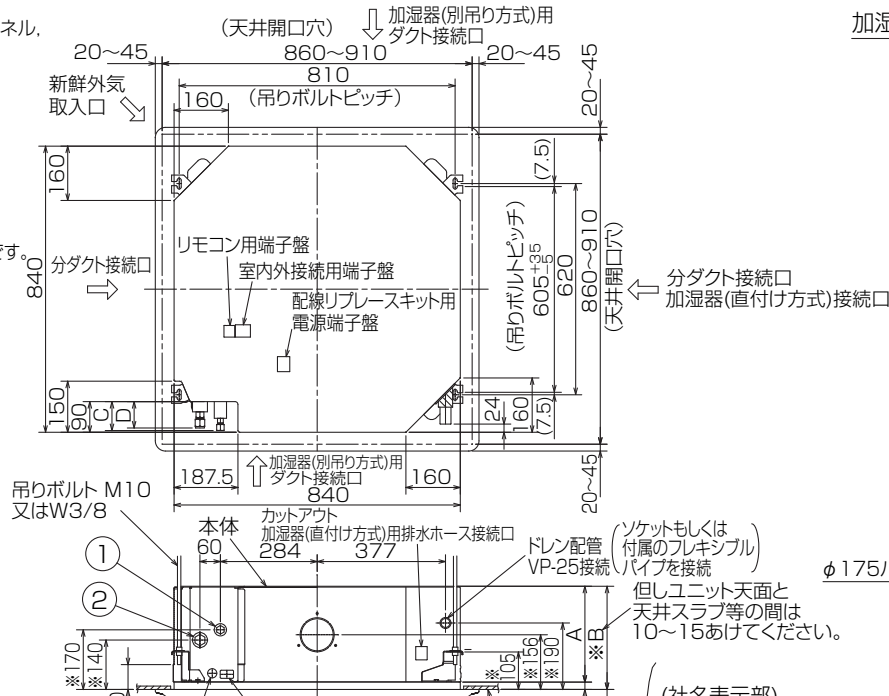 ネル,
(天井開口穴)
加湿器(別吊り方式)用
ダクト接続口
加湿
20～45
860～910
20～45
810
(吊りボルトピッチ)
160
新鮮外気
取入口
20～45
160
(7.5)
です。
840
分ダクト接続口
リモコン用端子盤
室内外接続用端子盤
配線リプレースキット用
電源端子盤
(吊りボルトピッチ)
605 +35 -5
620
860～910
(天井開口穴)
分ダクト接続口
加湿器(直付け方式)接続口
150
90
C
D
24
160
(7.5)
187.5
加湿器(別吊り方式)用
ダクト接続口
160
840
20～45
吊りボルト M10
又はW3/8
カットアウト
加湿器(直付け方式)用排水ホース接続口
本体
60
284
377
ドレン配管
VP-25接続
ソケットもしくは
付属のフレキシブル
パイプを接続
①
②
φ175
但しユニット天面と
天井スラブ等の間は
10～15あけてください。
※170
※140
※
105
※156
※190
A
※B
(社名表示部)